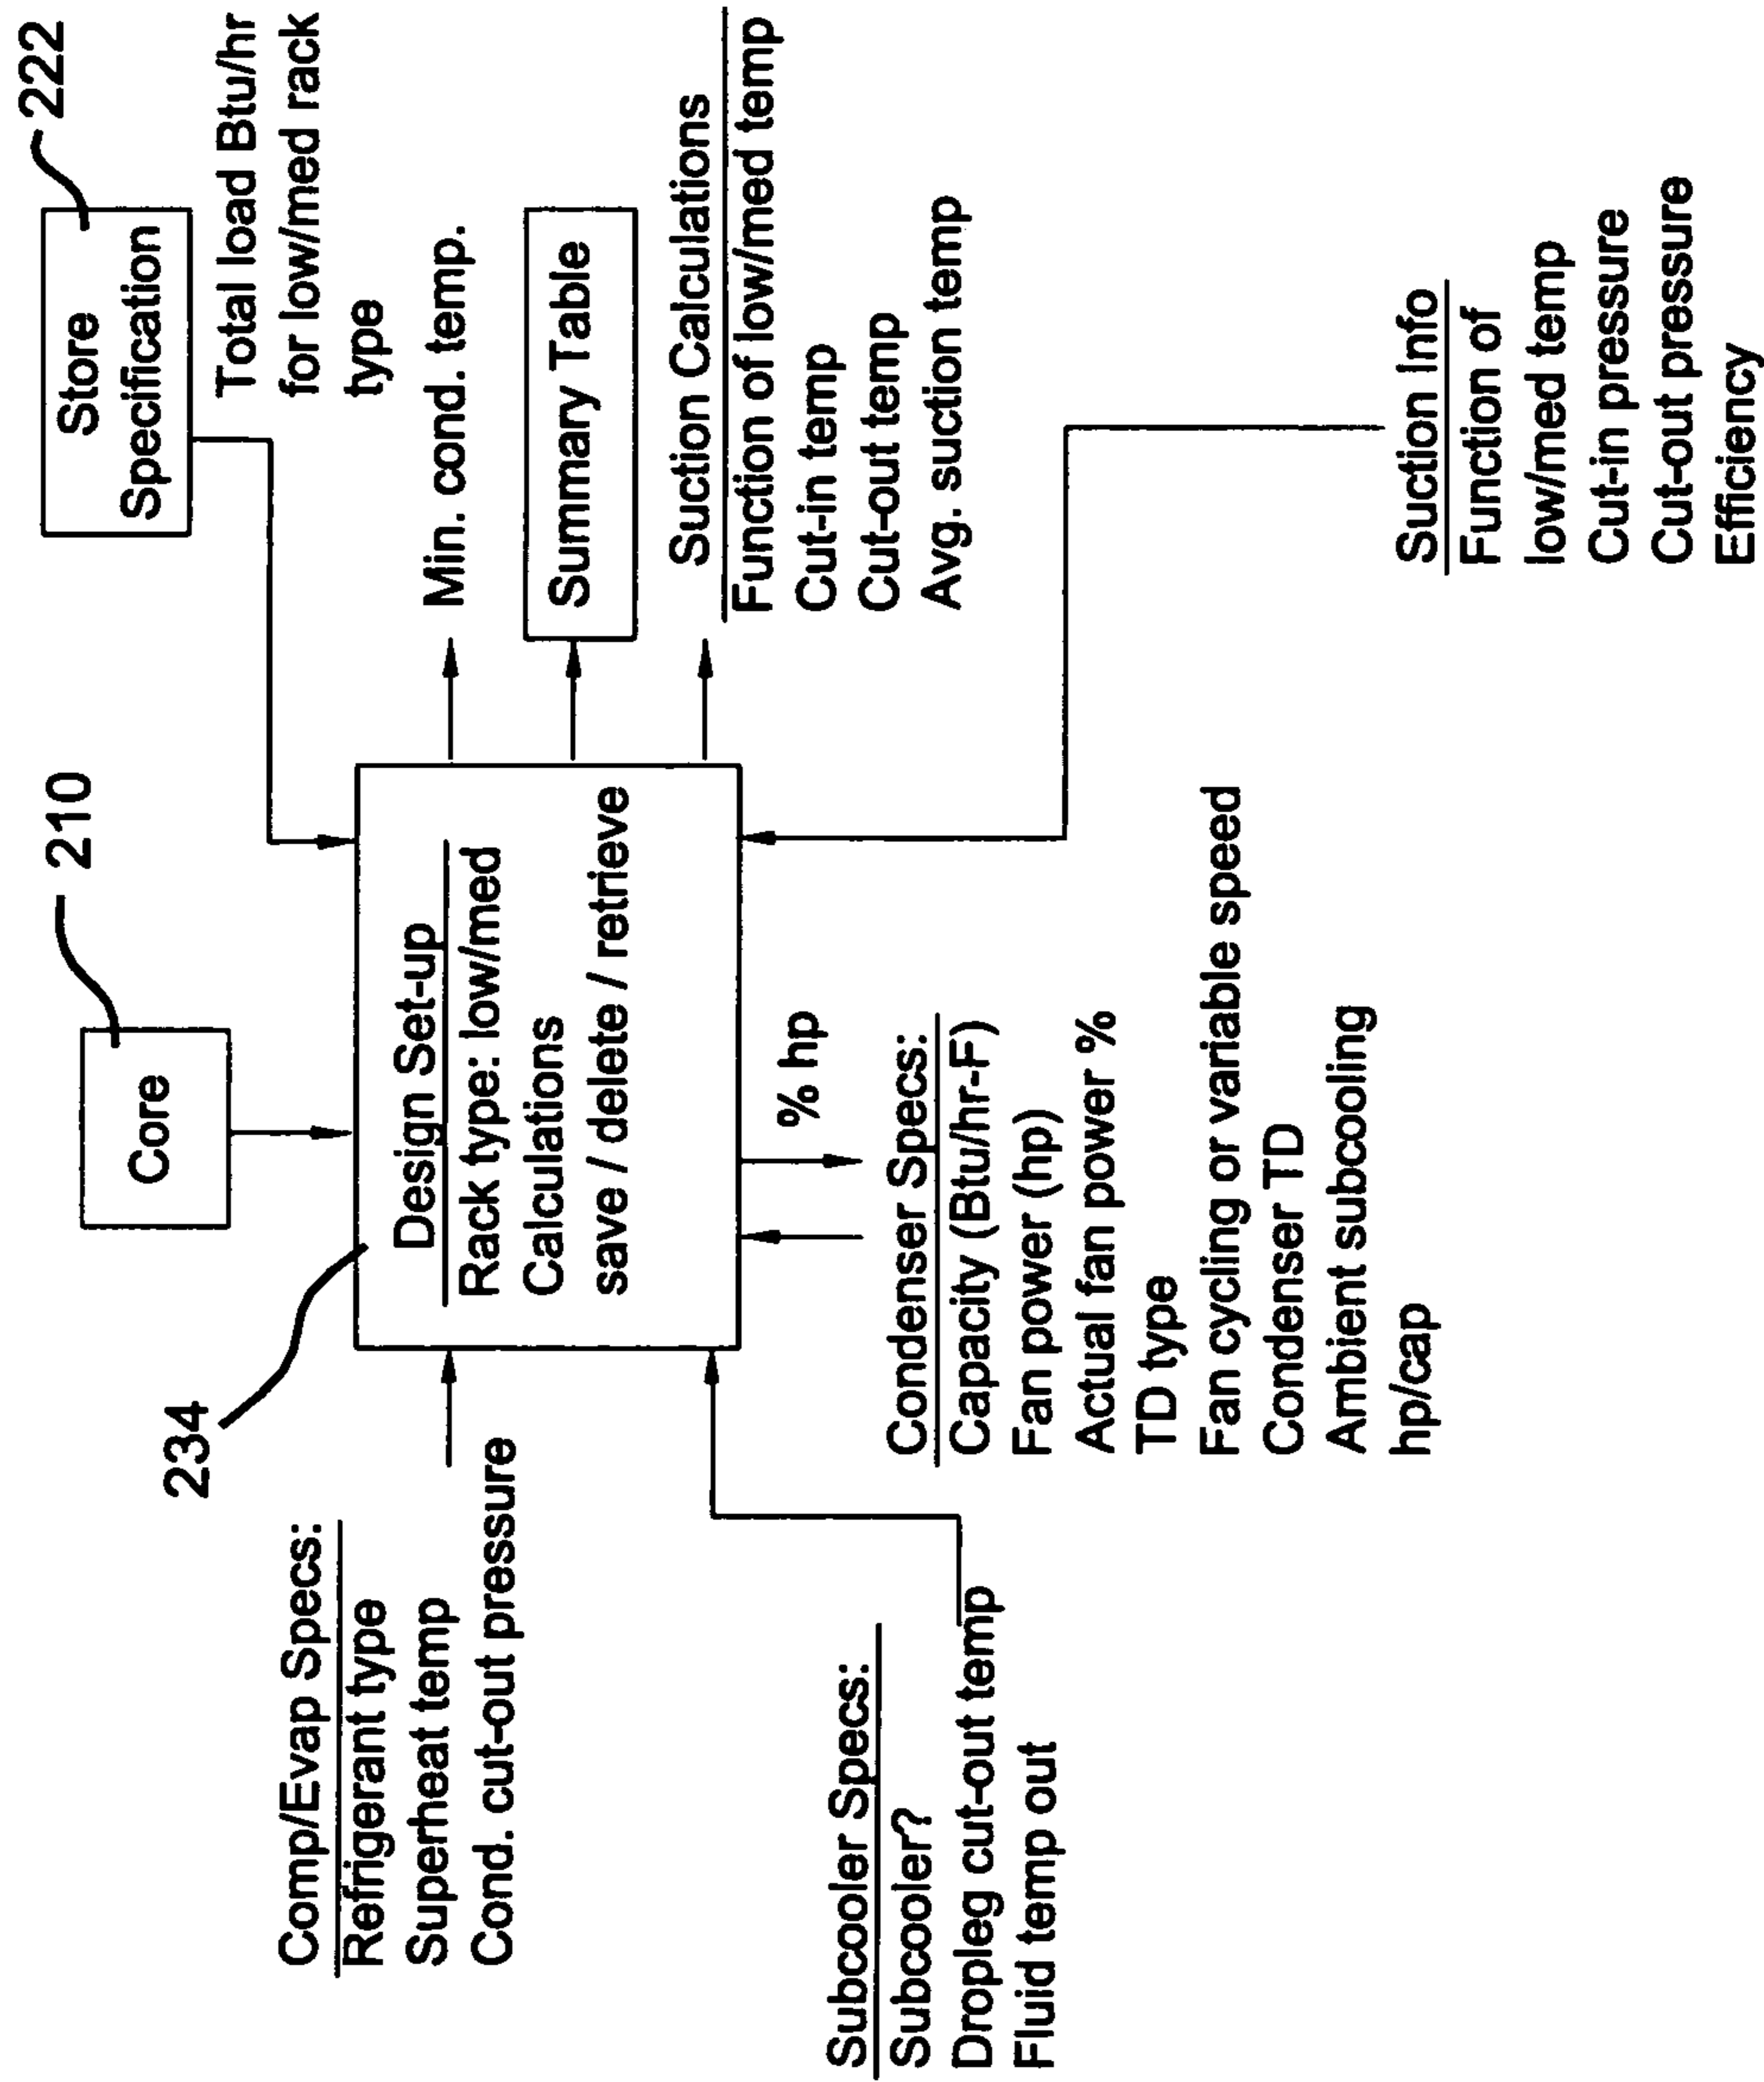 210
Core
222
Store
Specification
Total load Btu/hr
for low/med rack
type
234
Comp/Evap Specs:
Refrigerant type
Superheat temp
Cond. cut-out pressure
Design Set-up
Rack type: low/med
Calculations
save / delete / retrieve
Min. cond. temp.
Summary Table
Suction Calculations
Function of low/med temp
Cut-in temp
Cut-out temp
Avg. suction temp
Subcooler Specs:
Subcooler?
Dropleg cut-out temp
Fluid temp out
% hp
Condenser Specs:
Capacity (Btu/hr-F)
Fan power (hp)
Actual fan power %
TD type
Fan cycling or variable speed
Condenser TD
Ambient subcooling
hp/cap
Suction Info
Function of
low/med temp
Cut-in pressure
Cut-out pressure
Efficiency